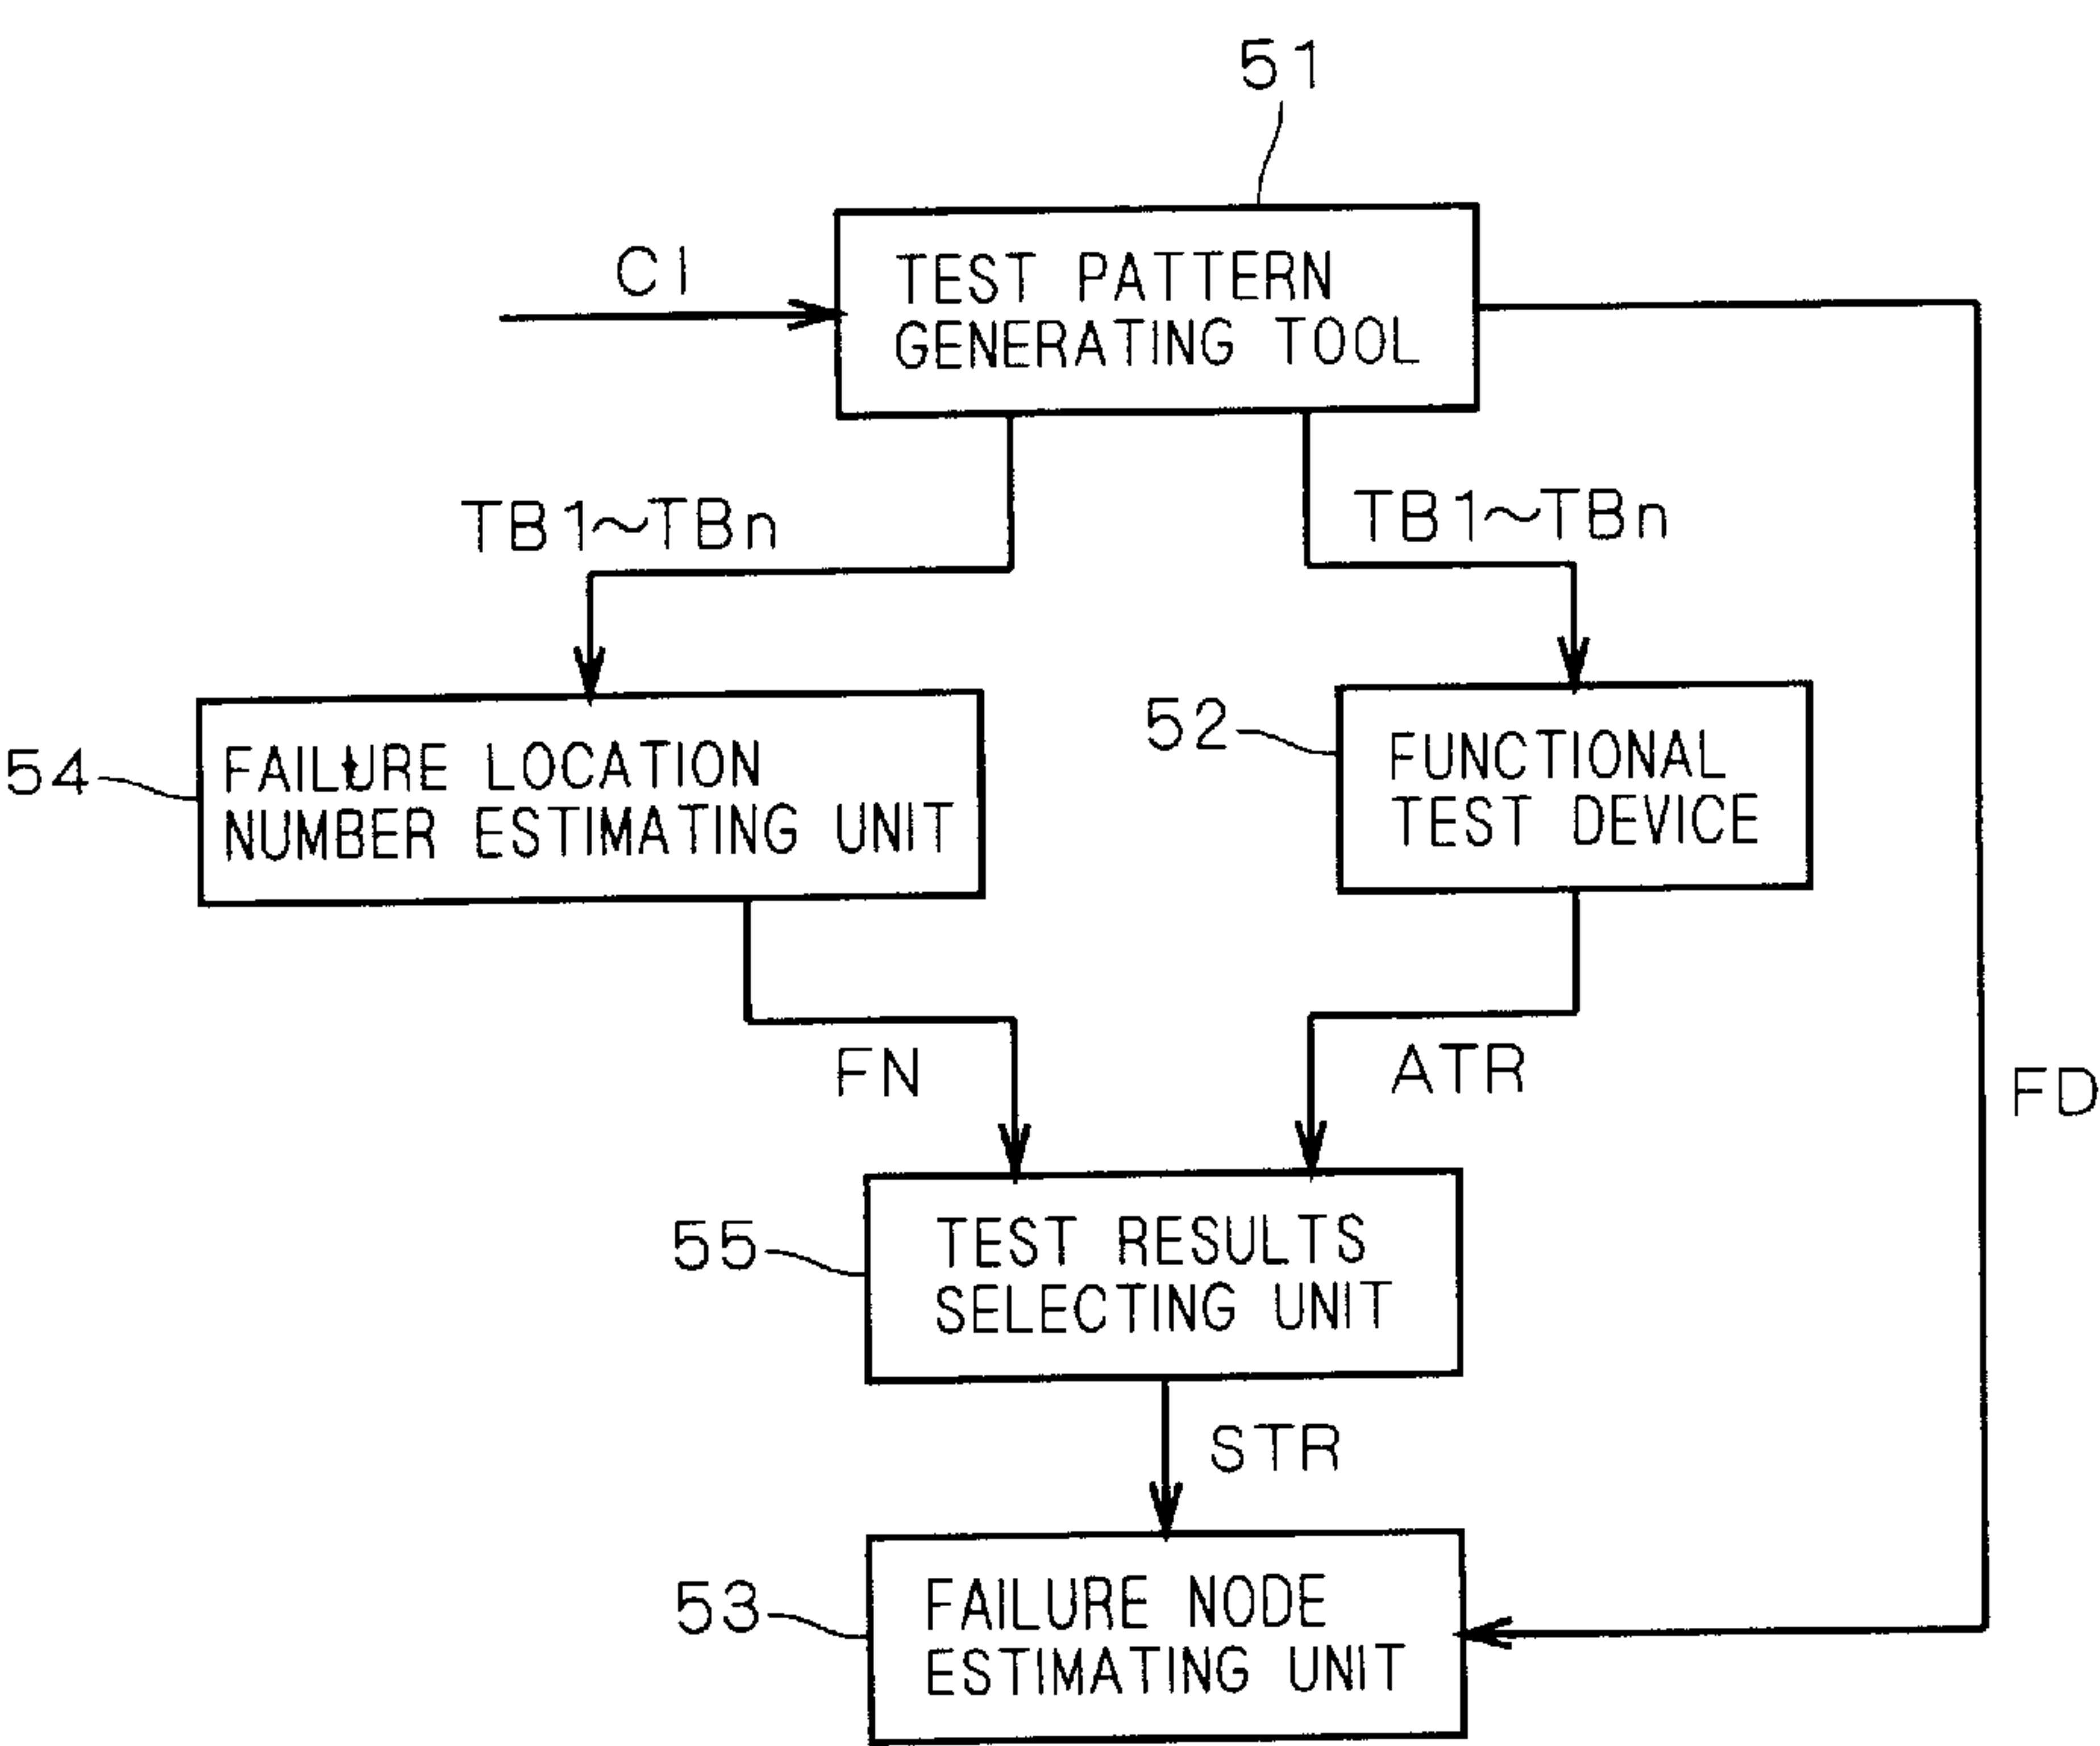 51
CI
TEST PATTERN
GENERATING TOOL
TB1~TBn
TB1~TBn
54
FAILURE LOCATION
NUMBER ESTIMATING UNIT
52
FUNCTIONAL
TEST DEVICE
FN
ATR
FD
55
TEST RESULTS
SELECTING UNIT
STR
53
FAILURE NODE
ESTIMATING UNIT